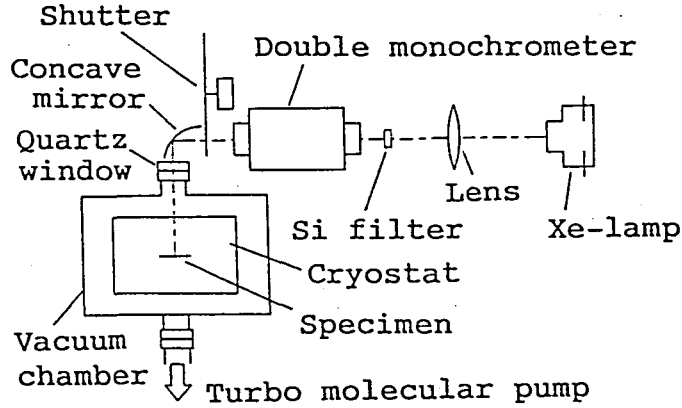 Shutter
Double monochrometer
Concave
mirror
Quartz
window
Lens
Si filter
Xe-lamp
Cryostat
Specimen
Vacuum
chamber
Turbo molecular pump